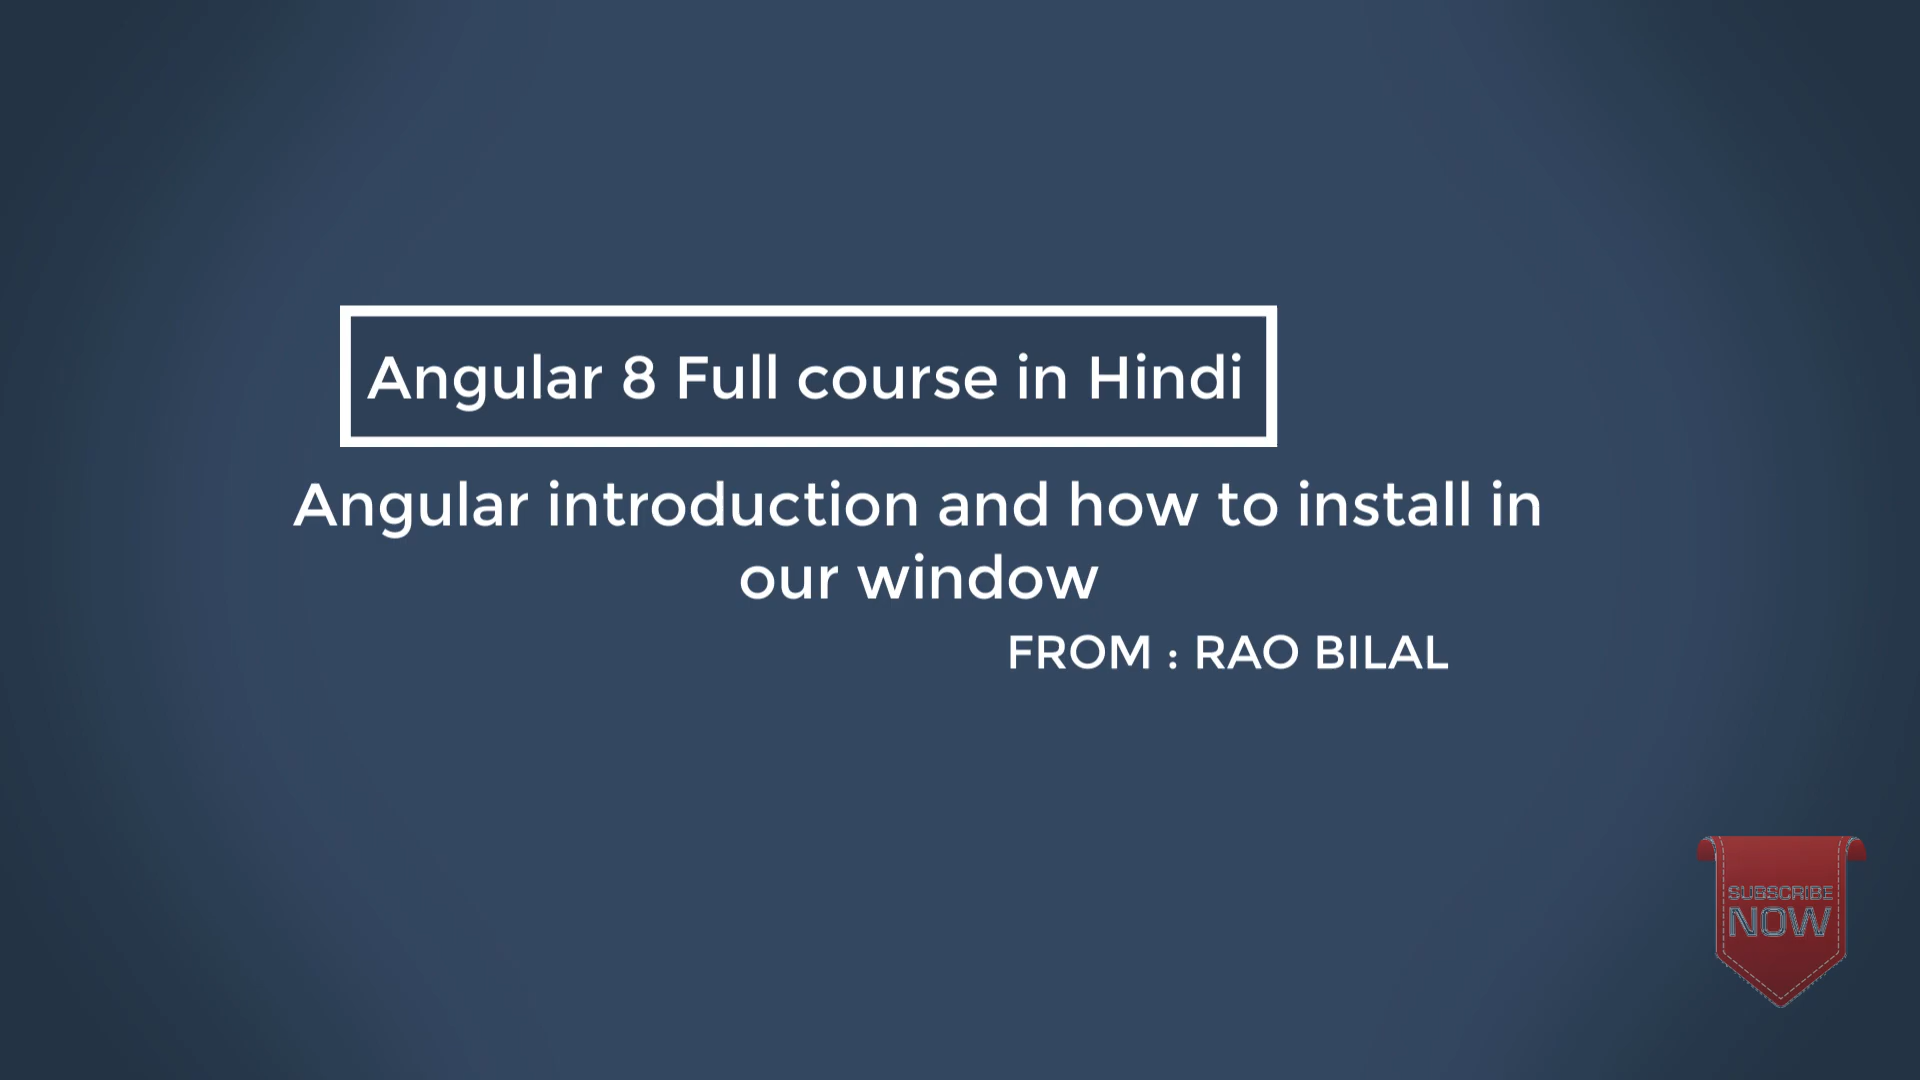 Angular 8 Full course in Hindi
Angular introduction and how to install in
our window
FROM : RAO BILAL
SUBSCRIBE
NOW